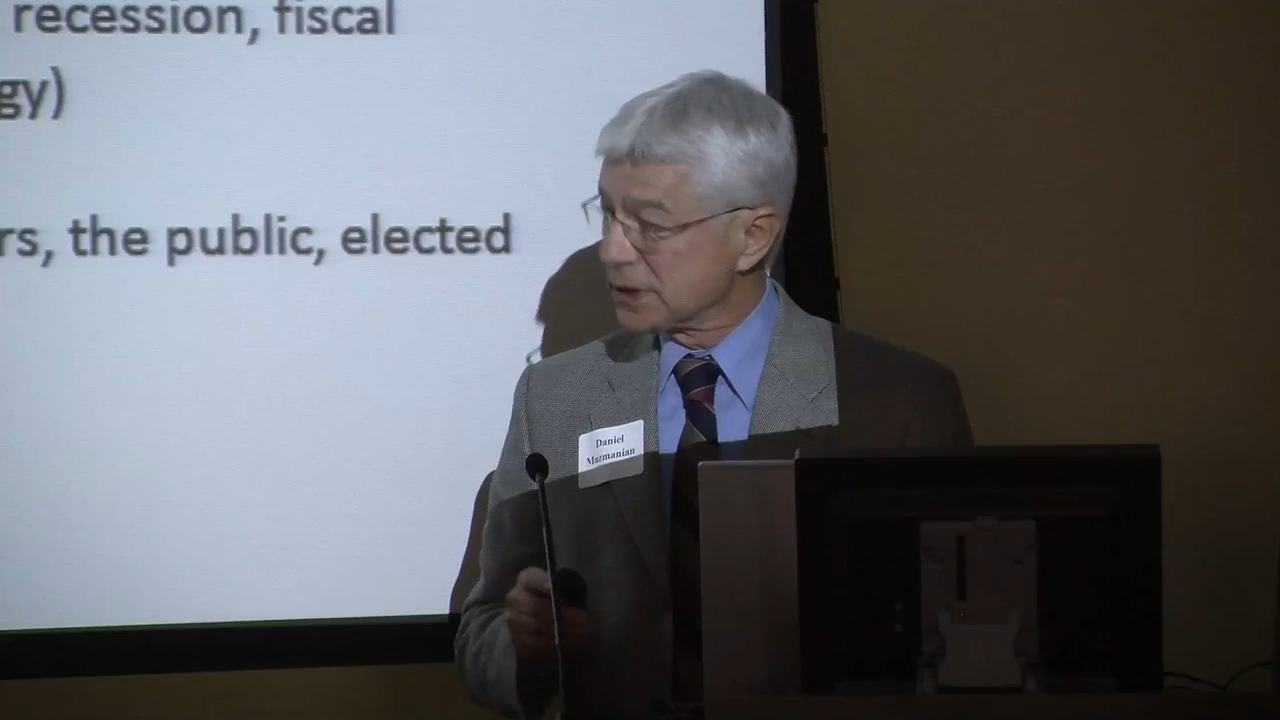 recession, fiscal
gy)
rs, the public, elected
Daniel
Mazmanian